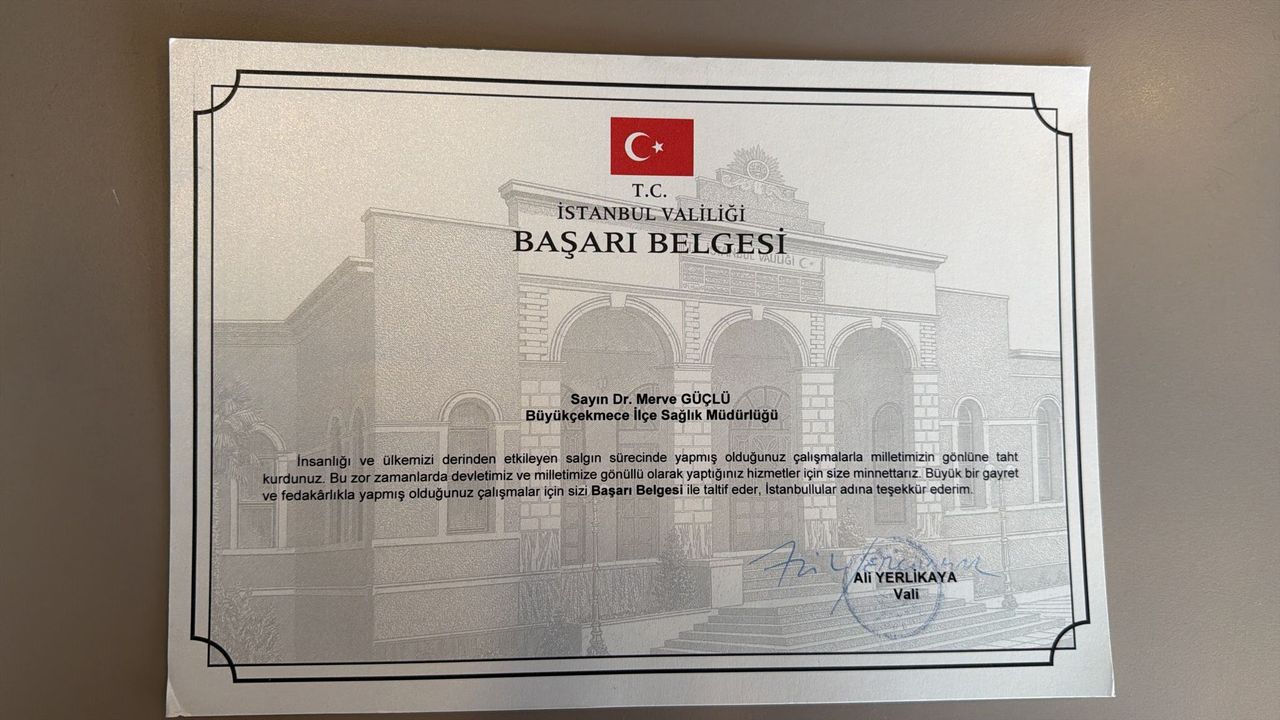 T.C.
İSTANBUL VALİLİĞİ
BAŞARI BELGESİ
İSTANBUL VALİLİĞİ
Sayın Dr. Merve GÜÇLÜ
Büyükçekmece İlçe Sağlık Müdürlüğü
İnsanlığı ve ülkemizi derinden etkileyen salgın sürecinde yapmış olduğunuz çalışmalarla milletimizin gönlüne taht
kurdunuz. Bu zor zamanlarda devletimiz ve milletimize gönüllü olarak yaptığınız hizmetler için size minnettarız. Büyük bir gayret
ve fedakârlıkla yapmış olduğunuz çalışmalar için sizi Başarı Belgesi ile taltif eder, İstanbullular adına teşekkür ederim.
Ali Yerlikaya
Ali YERLİKAYA
Vali